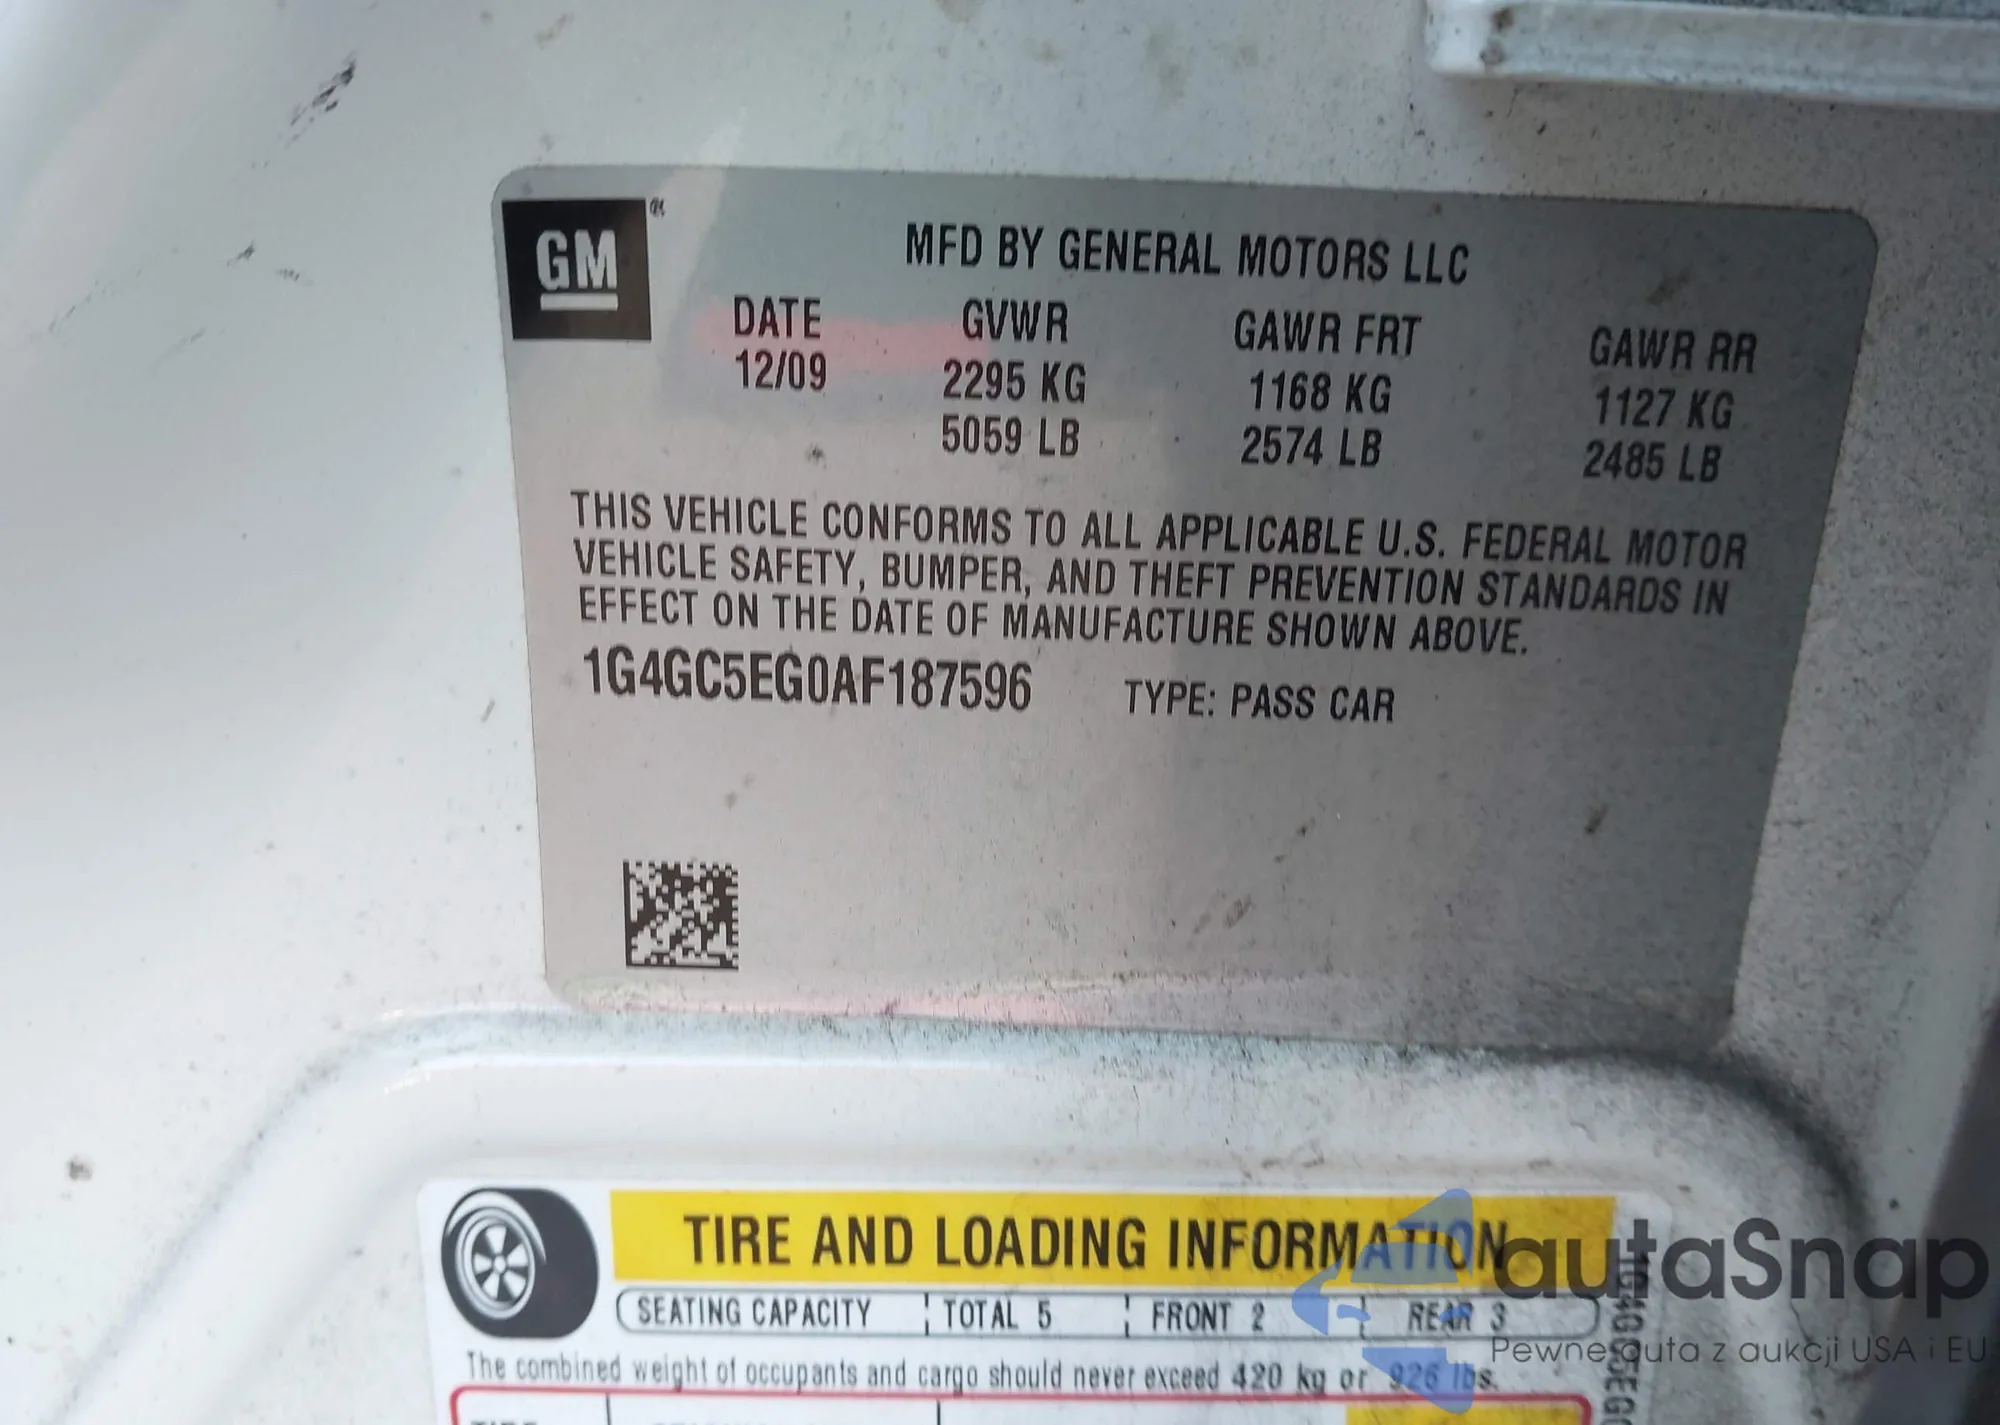 GM
MFD BY GENERAL MOTORS LLC
DATE GVWR GAWR FRT GAWR RR
12/09 2295 KG 1168 KG 1127 KG
5059 LB 2574 LB 2485 LB
THIS VEHICLE CONFORMS TO ALL APPLICABLE U.S. FEDERAL MOTOR
VEHICLE SAFETY, BUMPER, AND THEFT PREVENTION STANDARDS IN
EFFECT ON THE DATE OF MANUFACTURE SHOWN ABOVE.
1G4GC5EG0AF187596 TYPE: PASS CAR
TIRE AND LOADING INFORMATION
SEATING CAPACITY TOTAL 5 FRONT 2 REAR 3
The combined weight of occupants and cargo should never exceed 420 kg or 926 lbs.
autaSnap
Pewne auta z aukcji USA i EU